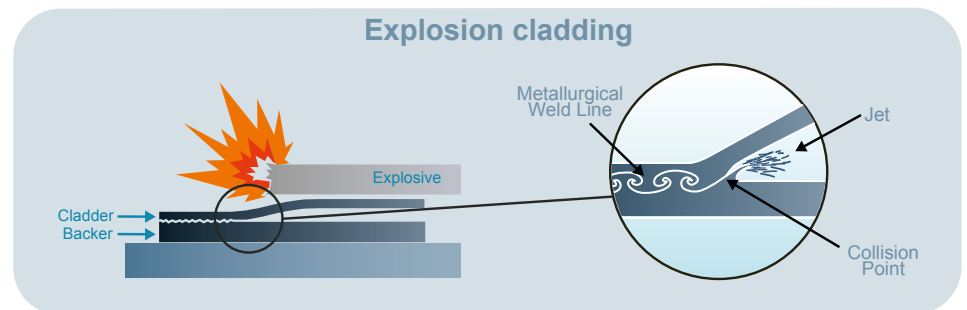 Explosion cladding
Metallurgical
Weld Line
Jet
Explosive
Cladder
Backer
Collision
Point